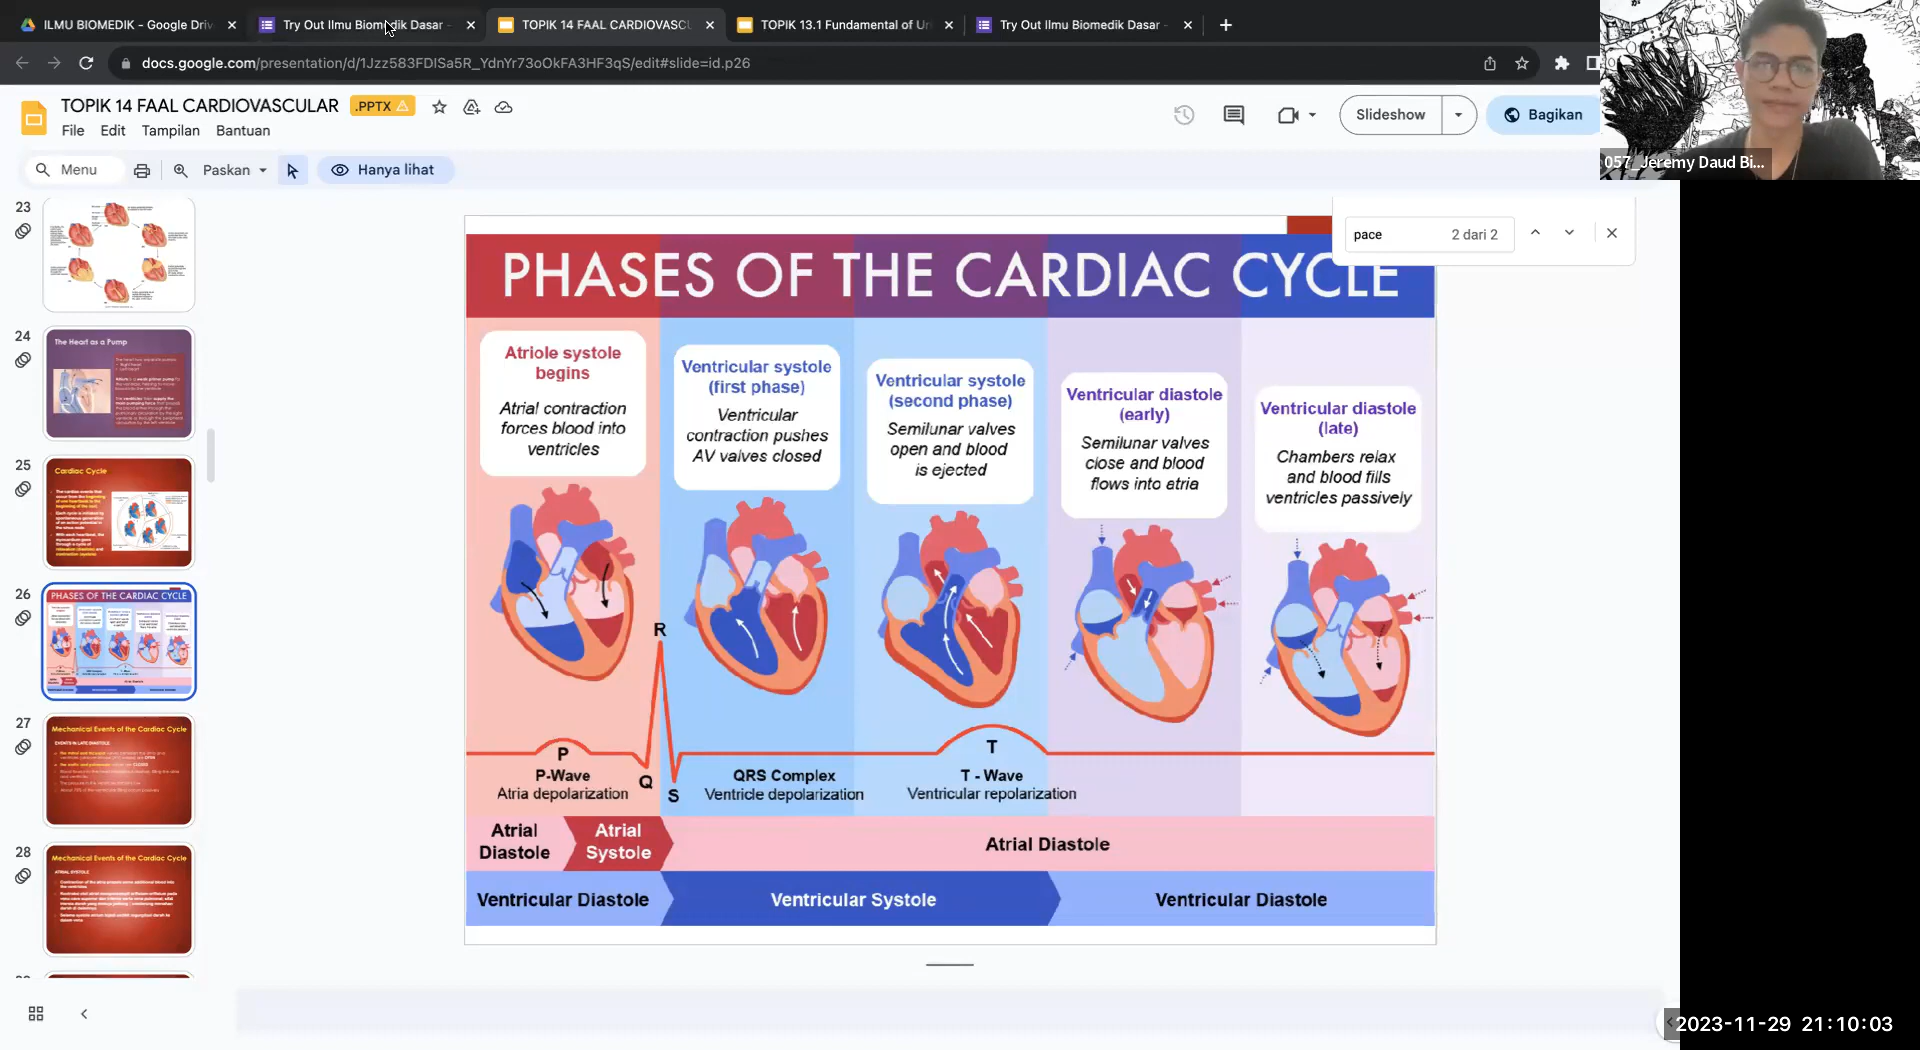 ILMU BIOMEDIK - Google Driv
Try Out Ilmu Biomedik Dasar -
TOPIK 14 FAAL CARDIOVASCU
TOPIK 13.1 Fundamental of Ur
Try Out Ilmu Biomedik Dasar -
docs.google.com/presentation/d/1Jzz583FDISa5R_YdnYr73oOkFA3HF3qS/edit#slide=id.p26
TOPIK 14 FAAL CARDIOVASCULAR
.PPTX
File Edit Tampilan Bantuan
Slideshow
Bagikan
057_Jeremy Daud Bi...
Menu
Paskan
Hanya lihat
pace
2 dari 2
23
24
The Heart as a Pump
25
Cardiac Cycle
26
PHASES OF THE CARDIAC CYCLE
27
Mechanical Events of the Cardiac Cycle
28
Mechanical Events of the Cardiac Cycle
ATRIAL SYSTOLE
PHASES OF THE CARDIAC CYCLE
Atriole systole
begins
Atrial contraction
forces blood into
ventricles
Ventricular systole
(first phase)
Ventricular
contraction pushes
AV valves closed
Ventricular systole
(second phase)
Semilunar valves
open and blood
is ejected
Ventricular diastole
(early)
Semilunar valves
close and blood
flows into atria
Ventricular diastole
(late)
Chambers relax
and blood fills
ventricles passively
R
P
Q
S
T
P-Wave
Atria depolarization
QRS Complex
Ventricle depolarization
T - Wave
Ventricular repolarization
Atrial
Diastole
Atrial
Systole
Atrial Diastole
Ventricular Diastole
Ventricular Systole
Ventricular Diastole
2023-11-29 21:10:03